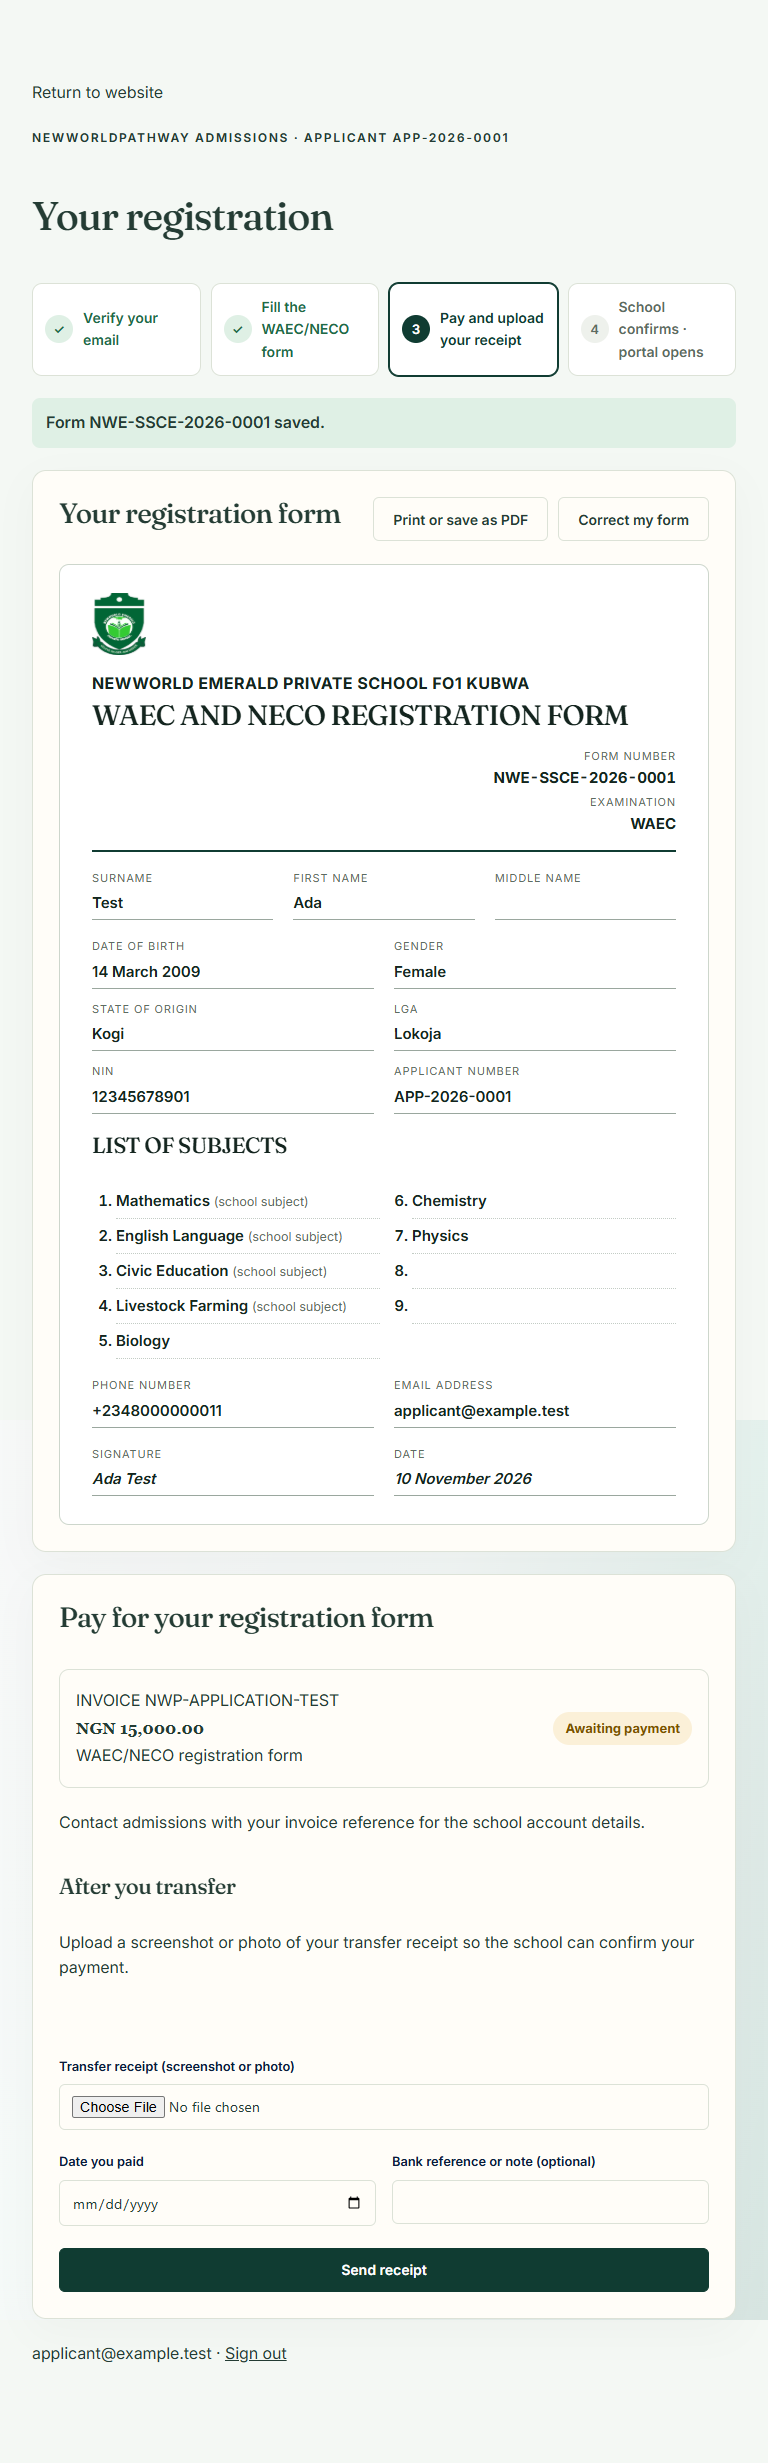 Return to website
NEWWORLDPATHWAY ADMISSIONS · APPLICANT APP-2026-0001
Your registration
✓ Verify your email
✓ Fill the WAEC/NECO form
3 Pay and upload your receipt
4 School confirms · portal opens
Form NWE-SSCE-2026-0001 saved.
Your registration form
Print or save as PDF
Correct my form
NEWWORLD EMERALD PRIVATE SCHOOL FO1 KUBWA
WAEC AND NECO REGISTRATION FORM
FORM NUMBER
NWE-SSCE-2026-0001
EXAMINATION
WAEC
SURNAME
Test
FIRST NAME
Ada
MIDDLE NAME
DATE OF BIRTH
14 March 2009
GENDER
Female
STATE OF ORIGIN
Kogi
LGA
Lokoja
NIN
12345678901
APPLICANT NUMBER
APP-2026-0001
LIST OF SUBJECTS
1. Mathematics (school subject)
2. English Language (school subject)
3. Civic Education (school subject)
4. Livestock Farming (school subject)
5. Biology
6. Chemistry
7. Physics
8.
9.
PHONE NUMBER
+2348000000011
EMAIL ADDRESS
applicant@example.test
SIGNATURE
Ada Test
DATE
10 November 2026
Pay for your registration form
INVOICE NWP-APPLICATION-TEST
NGN 15,000.00
WAEC/NECO registration form
Awaiting payment
Contact admissions with your invoice reference for the school account details.
After you transfer
Upload a screenshot or photo of your transfer receipt so the school can confirm your
payment.
Transfer receipt (screenshot or photo)
Choose File No file chosen
Date you paid
mm/dd/yyyy
Bank reference or note (optional)
Send receipt
applicant@example.test · Sign out